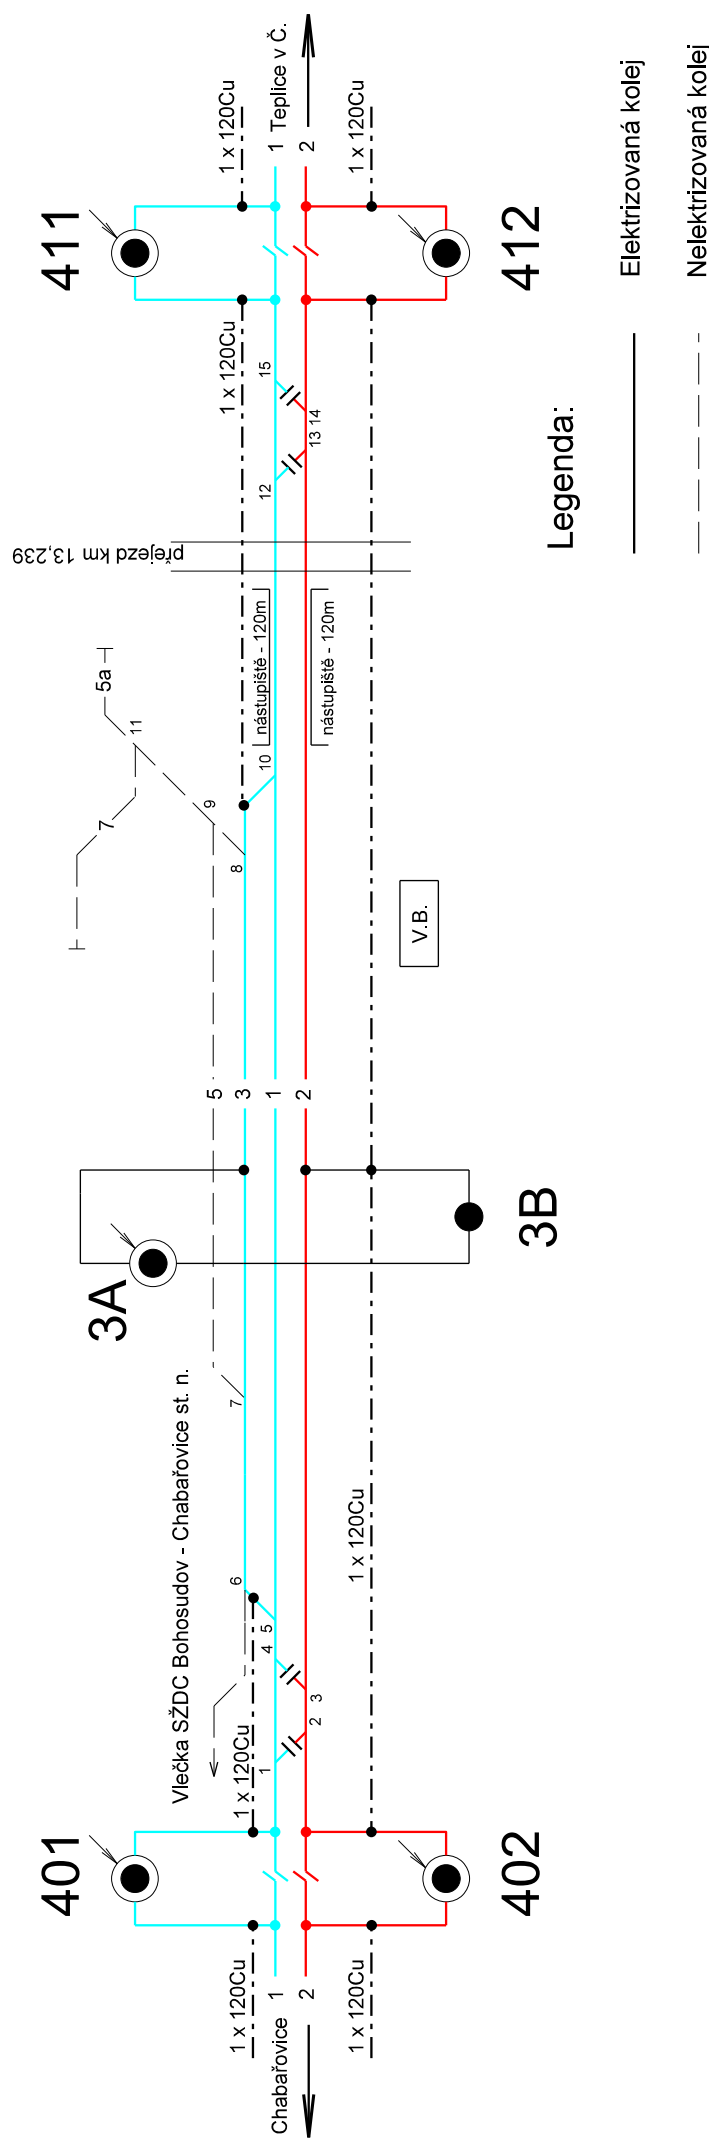 401
411
1 x 120Cu
1 x 120Cu
1 x 120Cu
1 x 120Cu
Vlečka SŽDC Bohosudov - Chabařovice st. n.
3A
7
5a
11
9
přejezd km 13,239
6
7
8
5
3
1
nástupiště - 120m
nástupiště - 120m
Chabařovice
1
2
1
4
5
10
12
15
1
Teplice v Č.
2
2
3
2
13
14
1 x 120Cu
1 x 120Cu
1 x 120Cu
V.B.
402
3B
412
Legenda:
Elektrizovaná kolej
Nelektrizovaná kolej